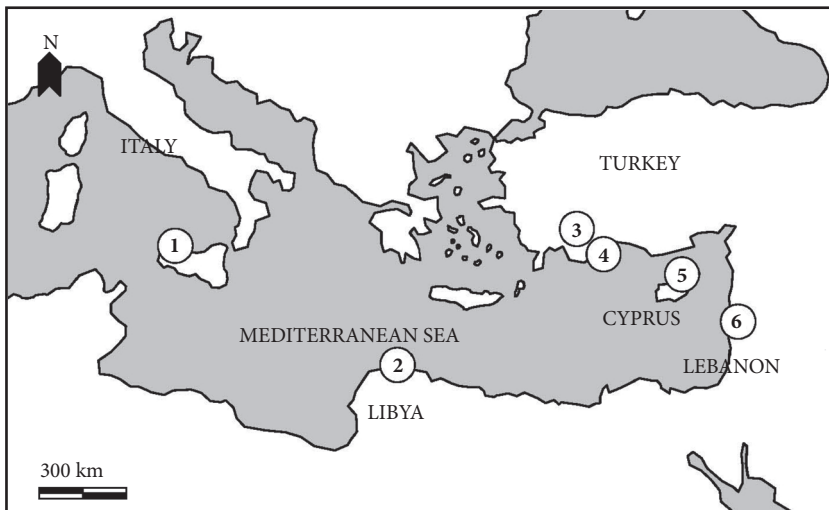 N
ITALY
TURKEY
1
3
4
5
CYPRUS
6
MEDITERRANEAN SEA
2
LEBANON
LIBYA
300 km